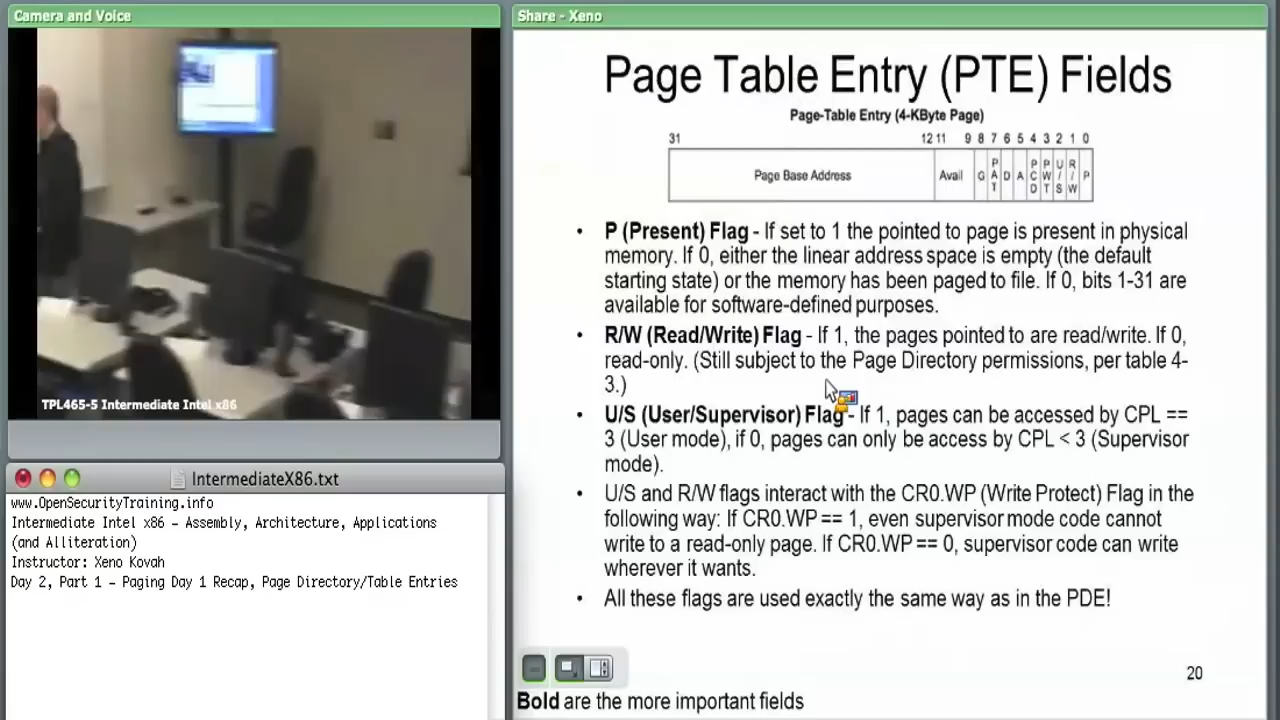 Camera and Voice
TPL465-5 Intermediate Intel x86
IntermediateX86.txt
www.OpenSecurityTraining.info
Intermediate Intel x86 – Assembly, Architecture, Applications
(and Alliteration)
Instructor: Xeno Kovah
Day 2, Part 1 – Paging Day 1 Recap, Page Directory/Table Entries
Share - Xeno
Page Table Entry (PTE) Fields
Page-Table Entry (4-KByte Page)
31 12 11 9 8 7 6 5 4 3 2 1 0
Page Base Address Avail G PAT D A PCD PWT U/S R/W P
• P (Present) Flag - If set to 1 the pointed to page is present in physical
memory. If 0, either the linear address space is empty (the default
starting state) or the memory has been paged to file. If 0, bits 1-31 are
available for software-defined purposes.
• R/W (Read/Write) Flag - If 1, the pages pointed to are read/write. If 0,
read-only. (Still subject to the Page Directory permissions, per table 4-
3.)
• U/S (User/Supervisor) Flag - If 1, pages can be accessed by CPL ==
3 (User mode), if 0, pages can only be access by CPL < 3 (Supervisor
mode).
• U/S and R/W flags interact with the CR0.WP (Write Protect) Flag in the
following way: If CR0.WP == 1, even supervisor mode code cannot
write to a read-only page. If CR0.WP == 0, supervisor code can write
wherever it wants.
• All these flags are used exactly the same way as in the PDE!
20
Bold are the more important fields